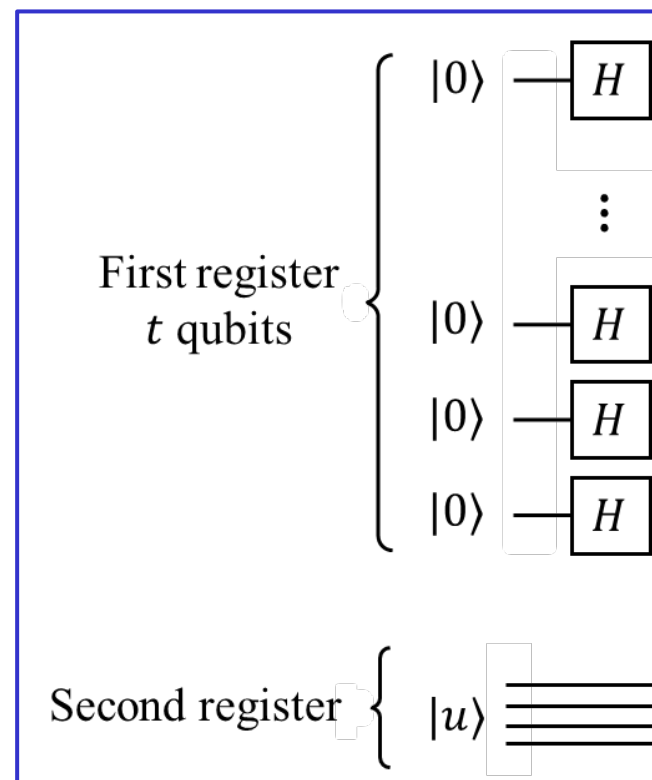 |0⟩ H
⋮
First register
t qubits
|0⟩ H
|0⟩ H
|0⟩ H
Second register |u⟩